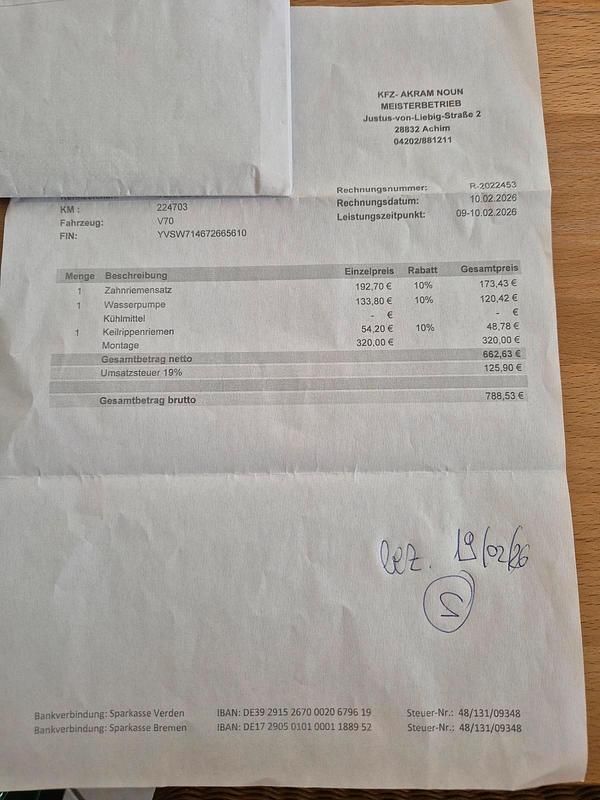 KFZ- AKRAM NOUN
MEISTERBETRIEB
Justus-von-Liebig-Straße 2
28832 Achim
04202/881211
Rechnungsnummer: R-2022453
Rechnungsdatum: 10.02.2026
Leistungszeitpunkt: 09-10.02.2026
KM : 224703
Fahrzeug: V70
FIN: YVSW714672665610
Menge Beschreibung Einzelpreis Rabatt Gesamtpreis
1 Zahnriemensatz 192,70 € 10% 173,43 €
1 Wasserpumpe 133,80 € 10% 120,42 €
Kühlmittel - € - €
1 Keilrippenriemen 54,20 € 10% 48,78 €
Montage 320,00 € 320,00 €
Gesamtbetrag netto 662,63 €
Umsatzsteuer 19% 125,90 €
Gesamtbetrag brutto 788,53 €
bez. 19/02/26
Bankverbindung: Sparkasse Verden IBAN: DE39 2915 2670 0020 6796 19 Steuer-Nr.: 48/131/09348
Bankverbindung: Sparkasse Bremen IBAN: DE17 2905 0101 0001 1889 52 Steuer-Nr.: 48/131/09348